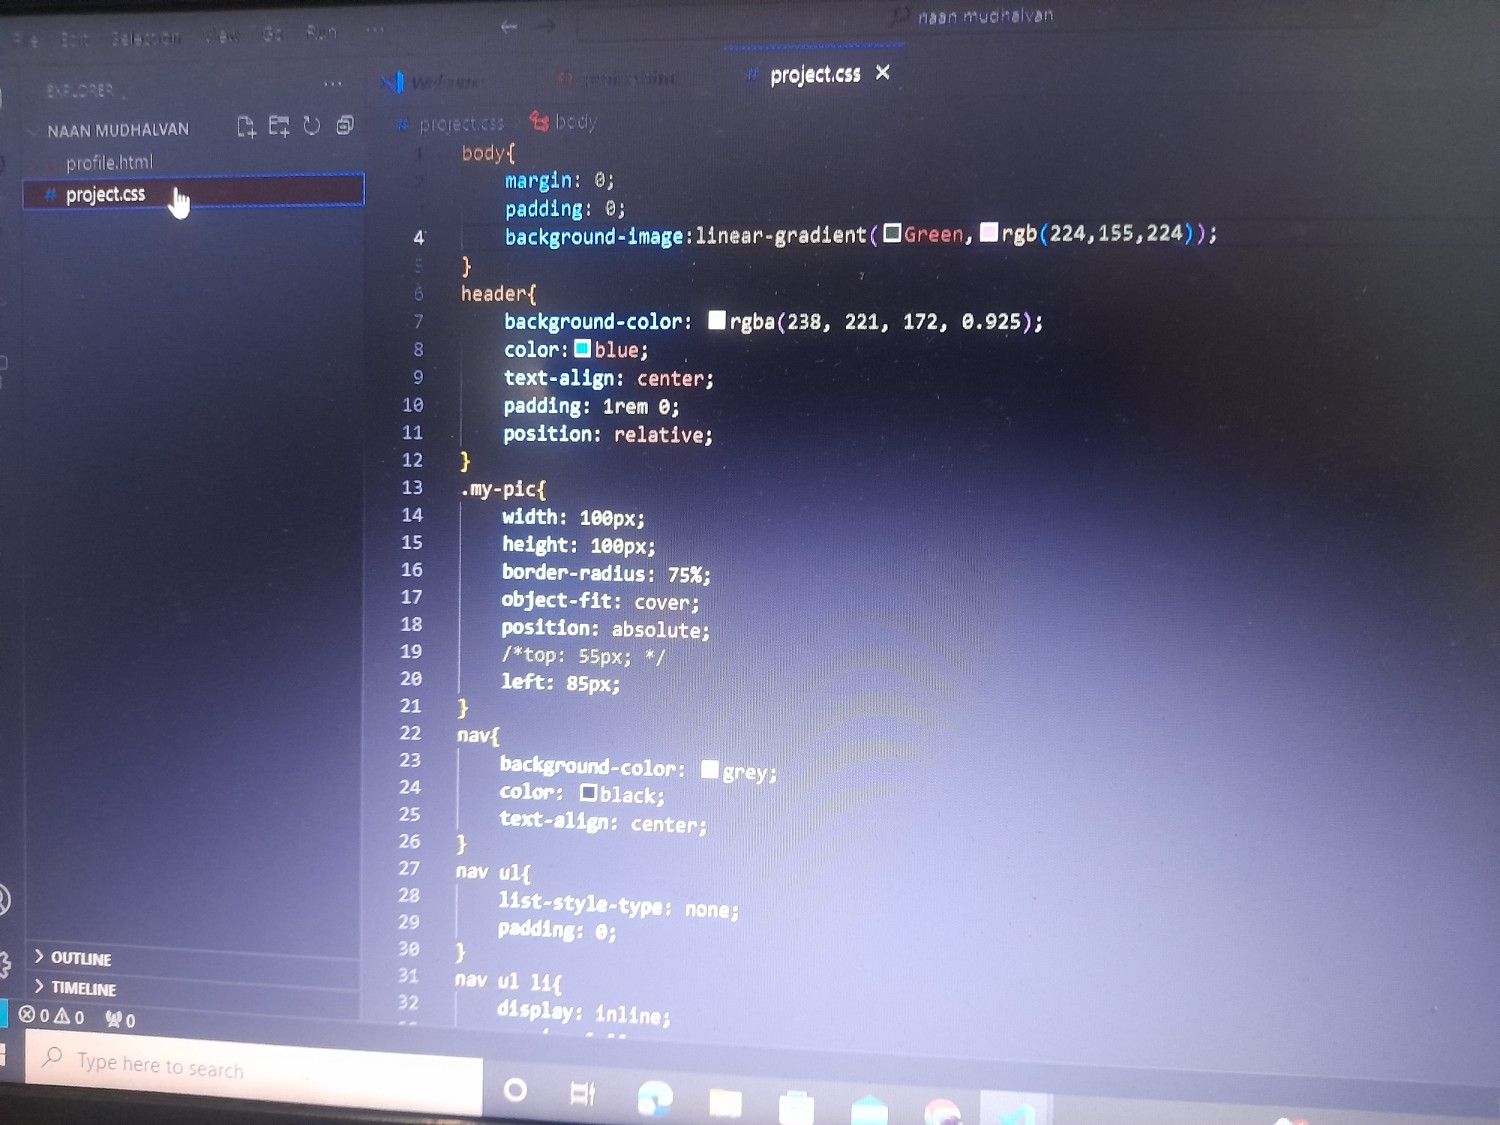 File Edit Selection View Go Run ...
naan mudhalvan
EXPLORER
...
Welcome
project.css
NAAN MUDHALVAN
project.css
body
profile.html
project.css
1 body{
margin: 0;
padding: 0;
4 background-image:linear-gradient(Green,rgb(224,155,224));
5 }
6 header{
7 background-color: rgba(238, 221, 172, 0.925);
8 color:blue;
9 text-align: center;
10 padding: 1rem 0;
11 position: relative;
12 }
13 .my-pic{
14 width: 100px;
15 height: 100px;
16 border-radius: 75%;
17 object-fit: cover;
18 position: absolute;
19 /*top: 55px; */
20 left: 85px;
21 }
22 nav{
23 background-color: grey;
24 color: black;
25 text-align: center;
26 }
27 nav ul{
28 list-style-type: none;
29 padding: 0;
30 }
31 nav ul li{
32 display: inline;
OUTLINE
TIMELINE
0 0 0
Type here to search